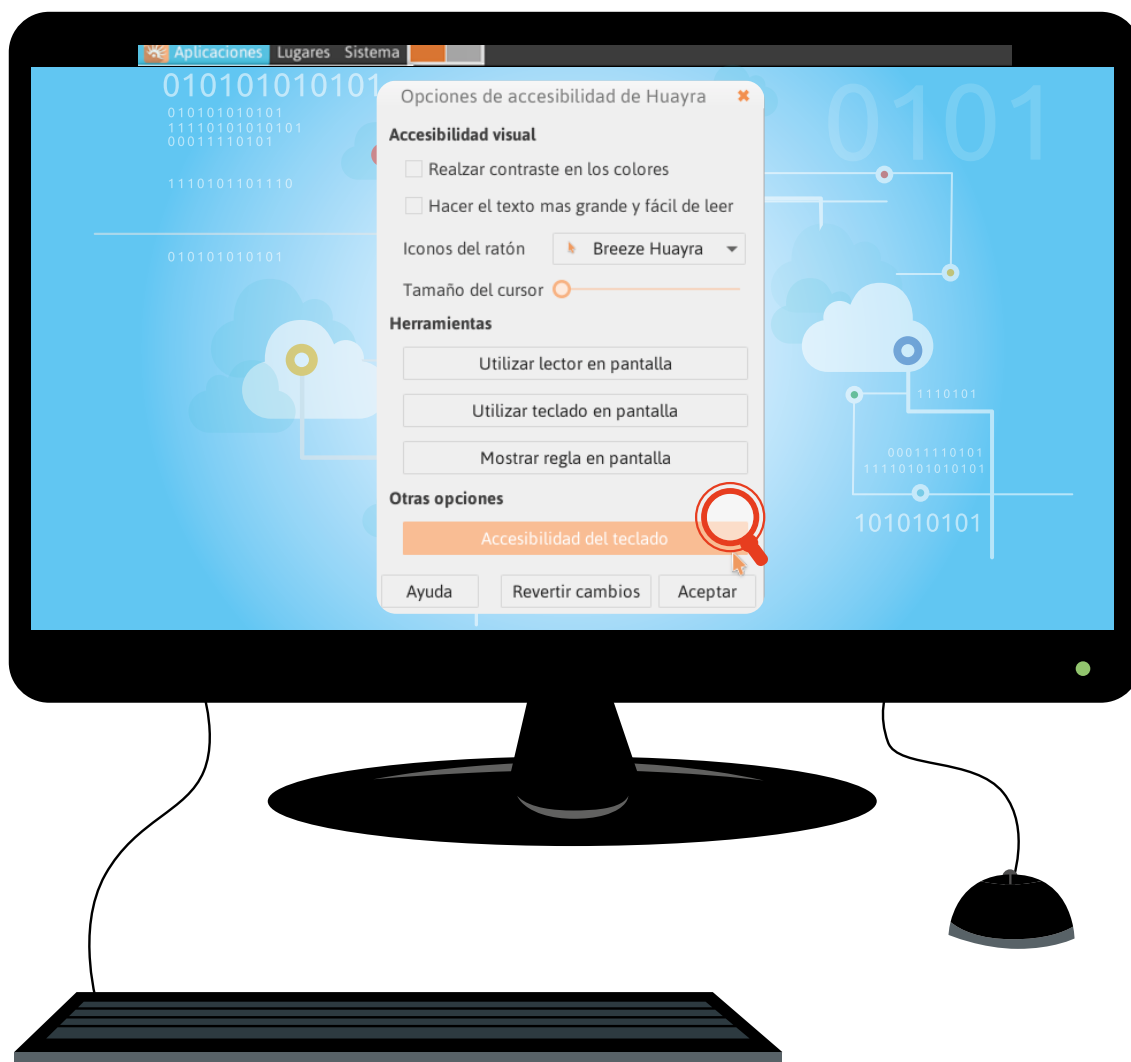 Aplicaciones Lugares Sistema
010101010101
010101010101
11110101010101
00011110101
1110101101110
010101010101
0101
Opciones de accesibilidad de Huayra
Accesibilidad visual
Realzar contraste en los colores
Hacer el texto mas grande y fácil de leer
Iconos del ratón Breeze Huayra
Tamaño del cursor
Herramientas
Utilizar lector en pantalla
Utilizar teclado en pantalla
Mostrar regla en pantalla
Otras opciones
Accesibilidad del teclado
Ayuda Revertir cambios Aceptar
1110101
00011110101
11110101010101
101010101